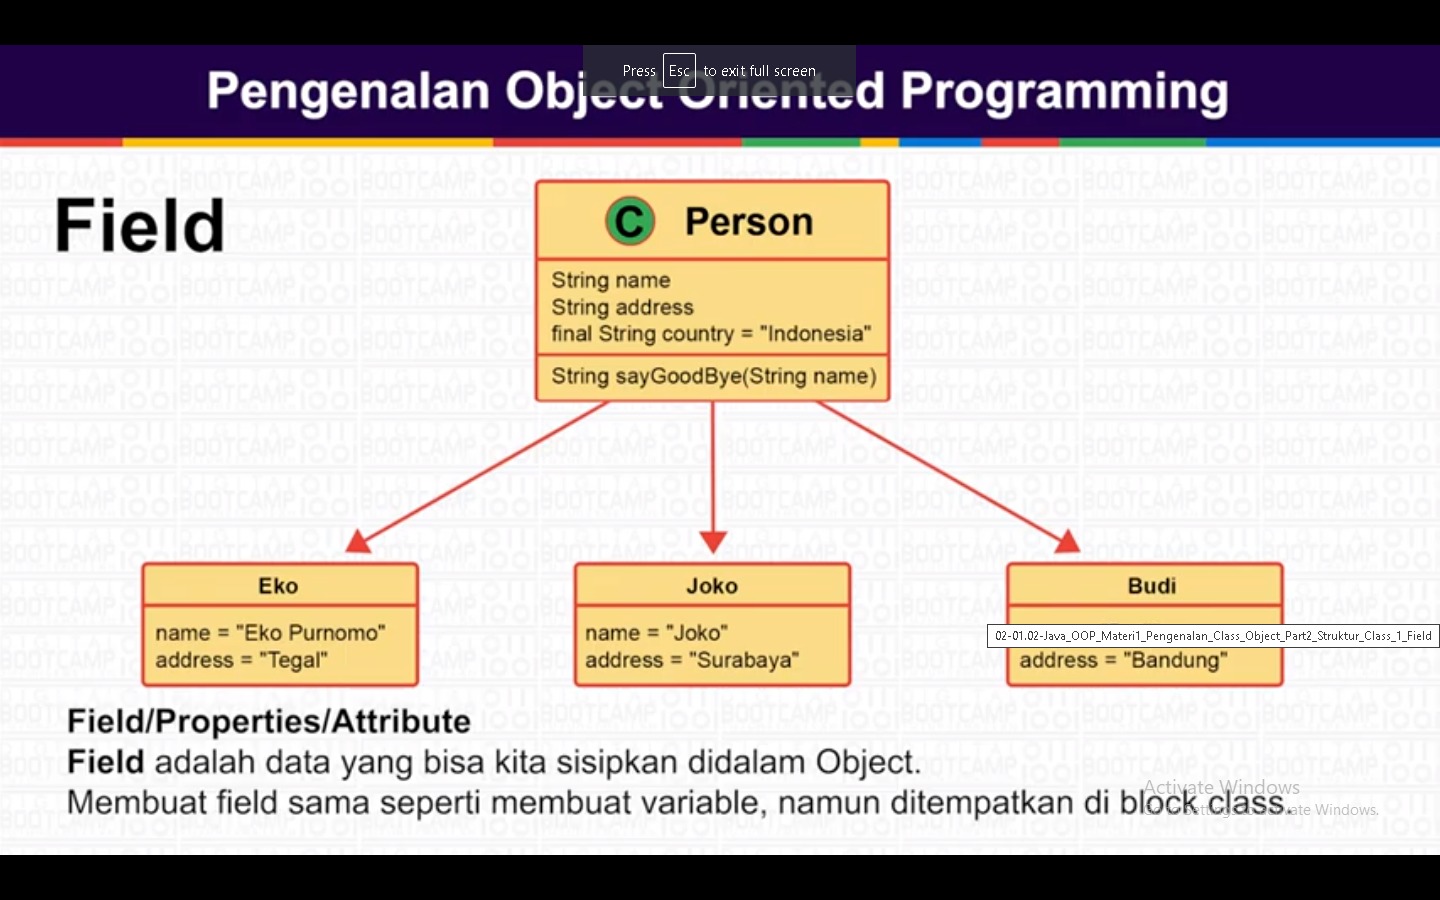 Press Esc to exit full screen
Pengenalan Object Oriented Programming
Field
C Person
String name
String address
final String country = "Indonesia"
String sayGoodBye(String name)
Eko
name = "Eko Purnomo"
address = "Tegal"
Joko
name = "Joko"
address = "Surabaya"
Budi
02-01.02-Java_OOP_Materi1_Pengenalan_Class_Object_Part2_Struktur_Class_1_Field
address = "Bandung"
Field/Properties/Attribute
Field adalah data yang bisa kita sisipkan didalam Object.
Membuat field sama seperti membuat variable, namun ditempatkan di block class.
Activate Windows
Go to Settings to activate Windows.